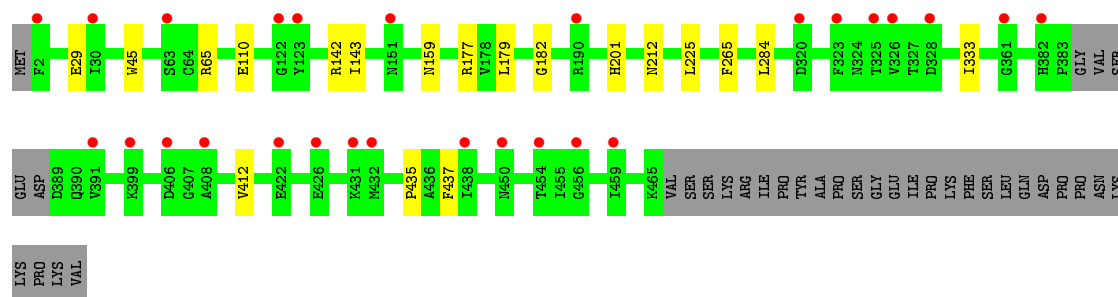 MET F2 E29 I30 W45 S63 C64 R65 E110 G122 Y123 R142 I143 N151 N159 R177 V178 L179 G182 R190 H201 N212 L225 F265 L284 D320 F323 N324 T325 V326 T327 D328 I333 G361 H382 P383 GLY VAL SER
GLU ASP D389 Q390 V391 K399 D406 G407 A408 V412 E422 E426 K431 M432 P435 A436 F437 I438 N450 T454 I455 G456 I459 K465 VAL SER SER LYS ARG ILE PRO TYR ALA PRO SER GLY GLU ILE PRO LYS PHE SER LEU GLN ASP PRO PRO ASN LYS
LYS PRO LYS VAL